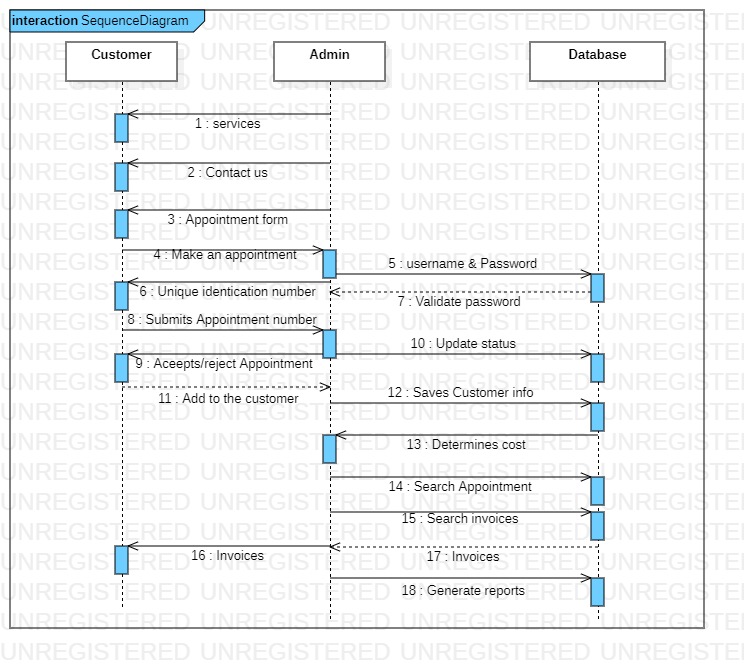 interaction SequenceDiagram
Customer
Admin
Database
1 : services
2 : Contact us
3 : Appointment form
4 : Make an appointment
5 : username & Password
6 : Unique identication number
7 : Validate password
8 : Submits Appointment number
10 : Update status
9 : Aceepts/reject Appointment
12 : Saves Customer info
11 : Add to the customer
13 : Determines cost
14 : Search Appointment
15 : Search invoices
16 : Invoices
17 : Invoices
18 : Generate reports
UNREGISTERED UNREGISTERED UNREGISTERED UNREGISTE